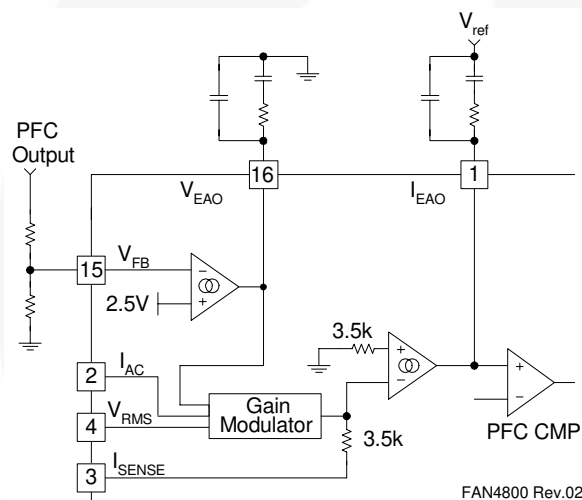 V_ref
PFC
Output
16
1
V_EAO
I_EAO
15
V_FB
2.5V
3.5k
2
I_AC
4
V_RMS
Gain
Modulator
3.5k
PFC CMP
3
I_SENSE
FAN4800 Rev.02